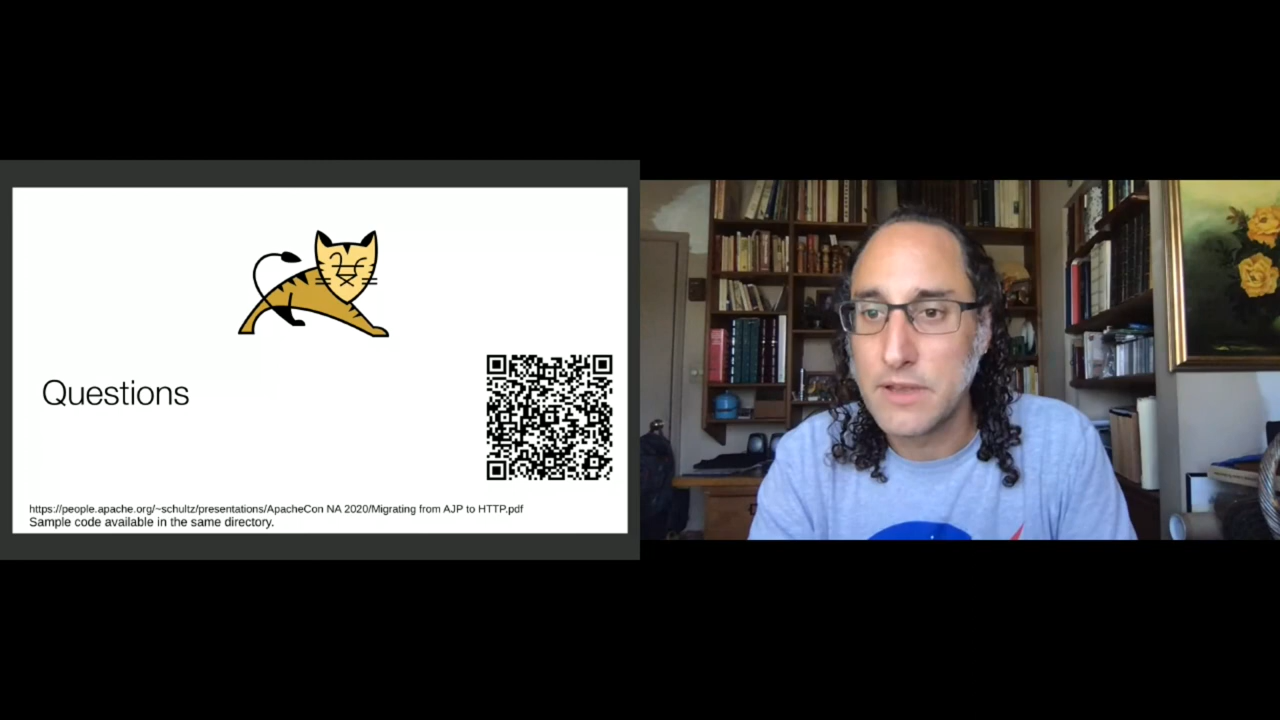 Questions
https://people.apache.org/~schultz/presentations/ApacheCon NA 2020/Migrating from AJP to HTTP.pdf
Sample code available in the same directory.